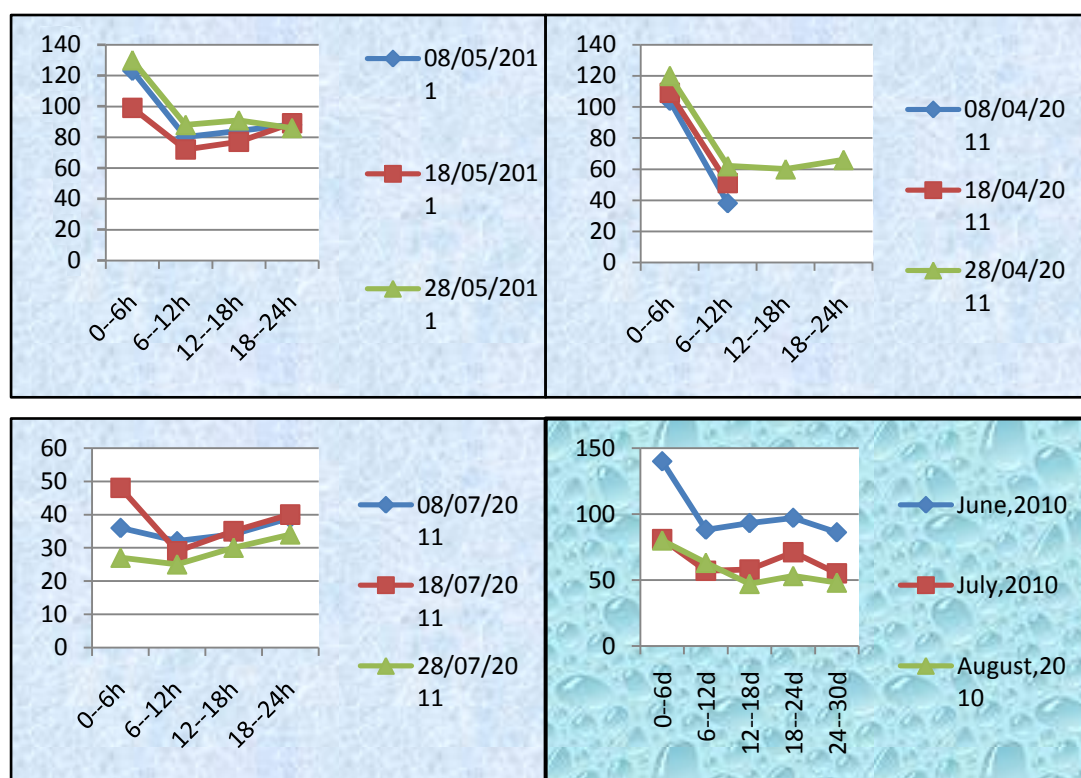 140
120
100
80
60
40
20
0
0--6h
6--12h
12--18h
18--24h
08/05/201
1
18/05/201
1
28/05/201
1
140
120
100
80
60
40
20
0
0--6h
6--12h
12--18h
18--24h
08/04/20
11
18/04/20
11
28/04/20
11
60
50
40
30
20
10
0
0--6h
6--12h
12--18h
18--24h
08/07/20
11
18/07/20
11
28/07/20
11
150
100
50
0
0--6d
6--12d
12--18d
18--24d
24--30d
June,2010
July,2010
August,20
10